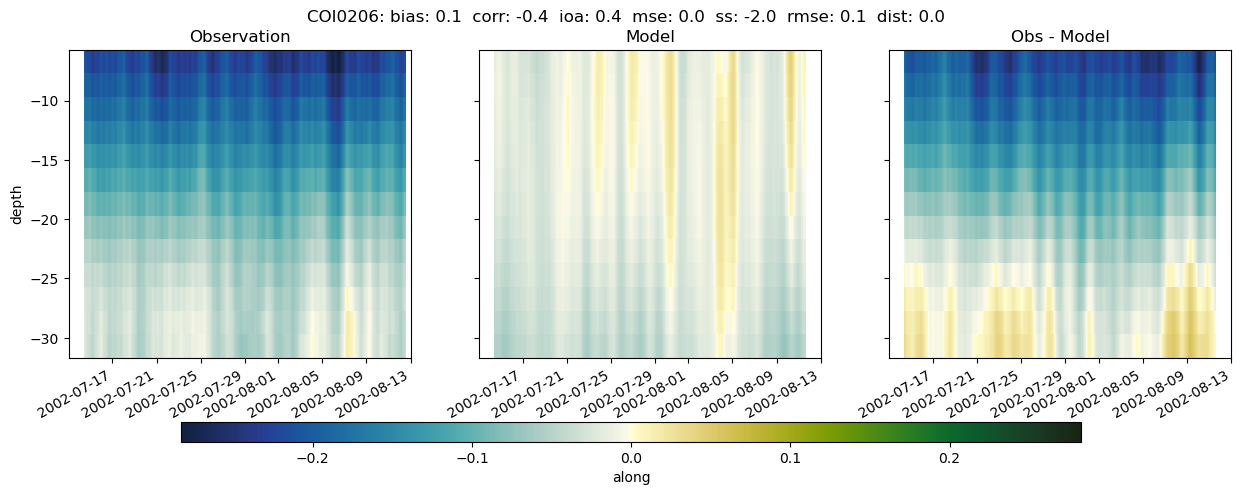 COI0206: bias: 0.1 corr: -0.4 ioa: 0.4 mse: 0.0 ss: -2.0 rmse: 0.1 dist: 0.0
Observation Model Obs - Model
depth
−10
−15
−20
−25
−30
2002-07-17 2002-07-21 2002-07-25 2002-07-29 2002-08-01 2002-08-05 2002-08-09 2002-08-13
2002-07-17 2002-07-21 2002-07-25 2002-07-29 2002-08-01 2002-08-05 2002-08-09 2002-08-13
2002-07-17 2002-07-21 2002-07-25 2002-07-29 2002-08-01 2002-08-05 2002-08-09 2002-08-13
−0.2 −0.1 0.0 0.1 0.2
along